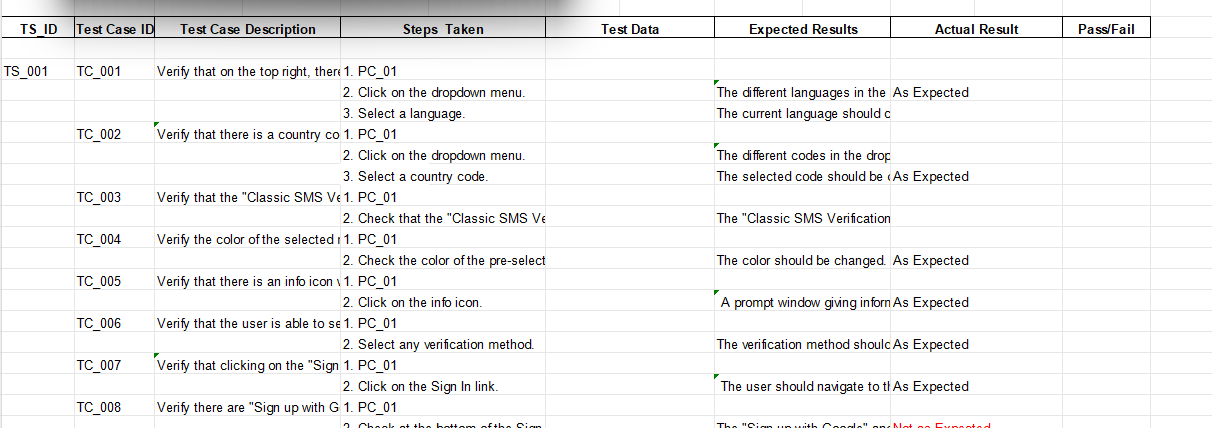 TS_ID Test Case ID Test Case Description Steps Taken Test Data Expected Results Actual Result Pass/Fail
TS_001 TC_001 Verify that on the top right, there 1. PC_01
2. Click on the dropdown menu. The different languages in the As Expected
3. Select a language. The current language should c
TC_002 Verify that there is a country co 1. PC_01
2. Click on the dropdown menu. The different codes in the drop
3. Select a country code. The selected code should be As Expected
TC_003 Verify that the "Classic SMS Ve 1. PC_01
2. Check that the "Classic SMS Ve The "Classic SMS Verification
TC_004 Verify the color of the selected 1. PC_01
2. Check the color of the pre-select The color should be changed. As Expected
TC_005 Verify that there is an info icon 1. PC_01
2. Click on the info icon. A prompt window giving inforn As Expected
TC_006 Verify that the user is able to se 1. PC_01
2. Select any verification method. The verification method should As Expected
TC_007 Verify that clicking on the "Sign 1. PC_01
2. Click on the Sign In link. The user should navigate to th As Expected
TC_008 Verify there are "Sign up with G 1. PC_01
2. Check at the bottom of the Sign The "Sign up with Google" and Not as Expected